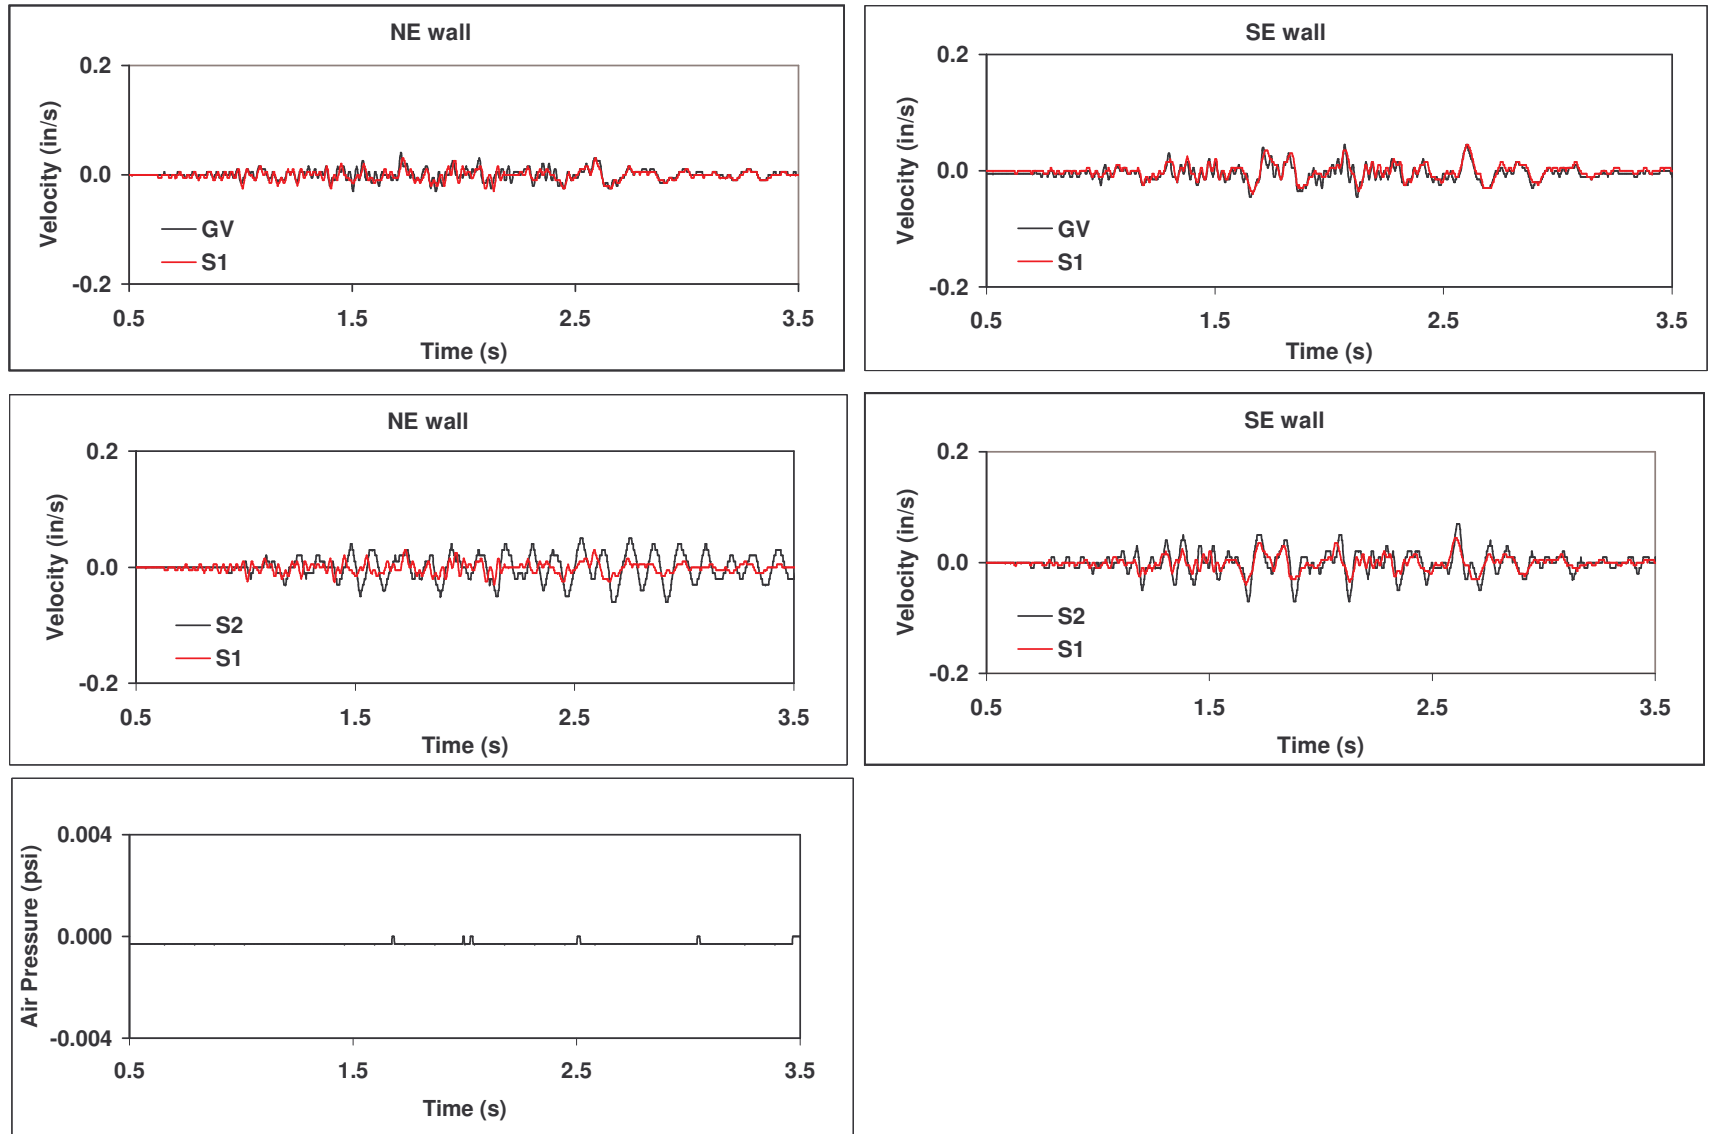 NE wall
0.2
0.0
-0.2
Velocity (in/s)
GV
S1
0.5 1.5 2.5 3.5
Time (s)
SE wall
0.2
0.0
-0.2
Velocity (in/s)
GV
S1
0.5 1.5 2.5 3.5
Time (s)
NE wall
0.2
0.0
-0.2
Velocity (in/s)
S2
S1
0.5 1.5 2.5 3.5
Time (s)
SE wall
0.2
0.0
-0.2
Velocity (in/s)
S2
S1
0.5 1.5 2.5 3.5
Time (s)
0.004
0.000
-0.004
Air Pressure (psi)
0.5 1.5 2.5 3.5
Time (s)